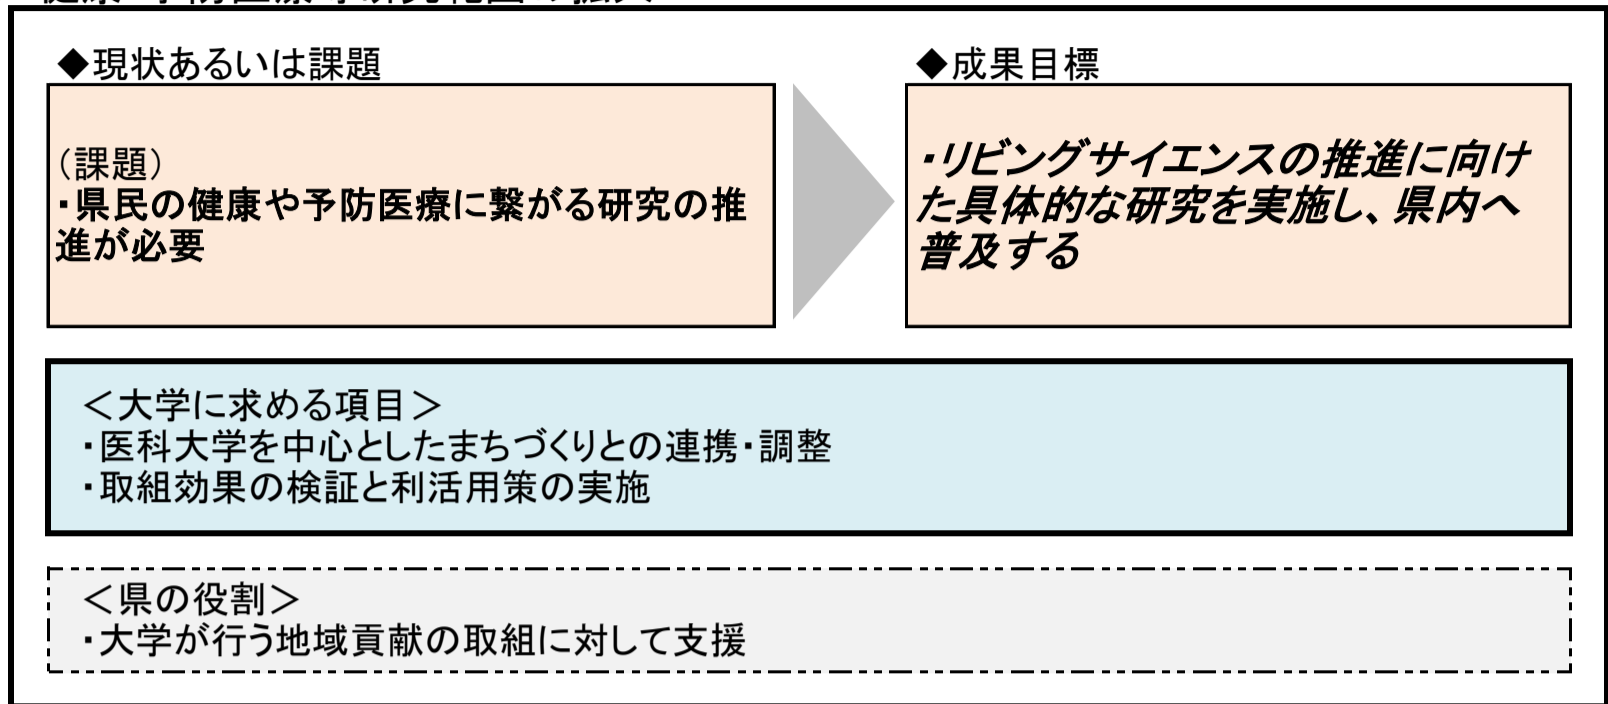 ◆現状あるいは課題
(課題)
・県民の健康や予防医療に繋がる研究の推
進が必要
◆成果目標
・リビングサイエンスの推進に向け
た具体的な研究を実施し、県内へ
普及する
＜大学に求める項目＞
・医科大学を中心としたまちづくりとの連携・調整
・取組効果の検証と利活用策の実施
＜県の役割＞
・大学が行う地域貢献の取組に対して支援